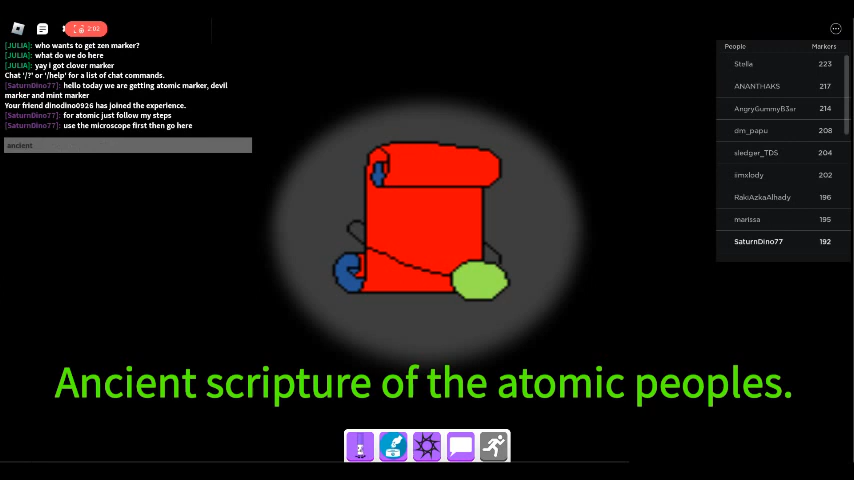 2:02
[JULIA]: who wants to get zen marker?
[JULIA]: what do we do here
[JULIA]: yay i got clover marker
Chat '/?' or '/help' for a list of chat commands.
[SaturnDino77]: hello today we are getting atomic marker, devil
marker and mint marker
Your friend dinodino0926 has joined the experience.
[SaturnDino77]: for atomic just follow my steps
[SaturnDino77]: use the microscope first then go here
ancient
People Markers
Stella 223
ANANTHAKS 217
AngryGummyB3ar 214
dm_papu 208
sledger_TDS 204
iimxlody 202
RakiAzkaAlhady 196
marissa 195
SaturnDino77 192
Ancient scripture of the atomic peoples.